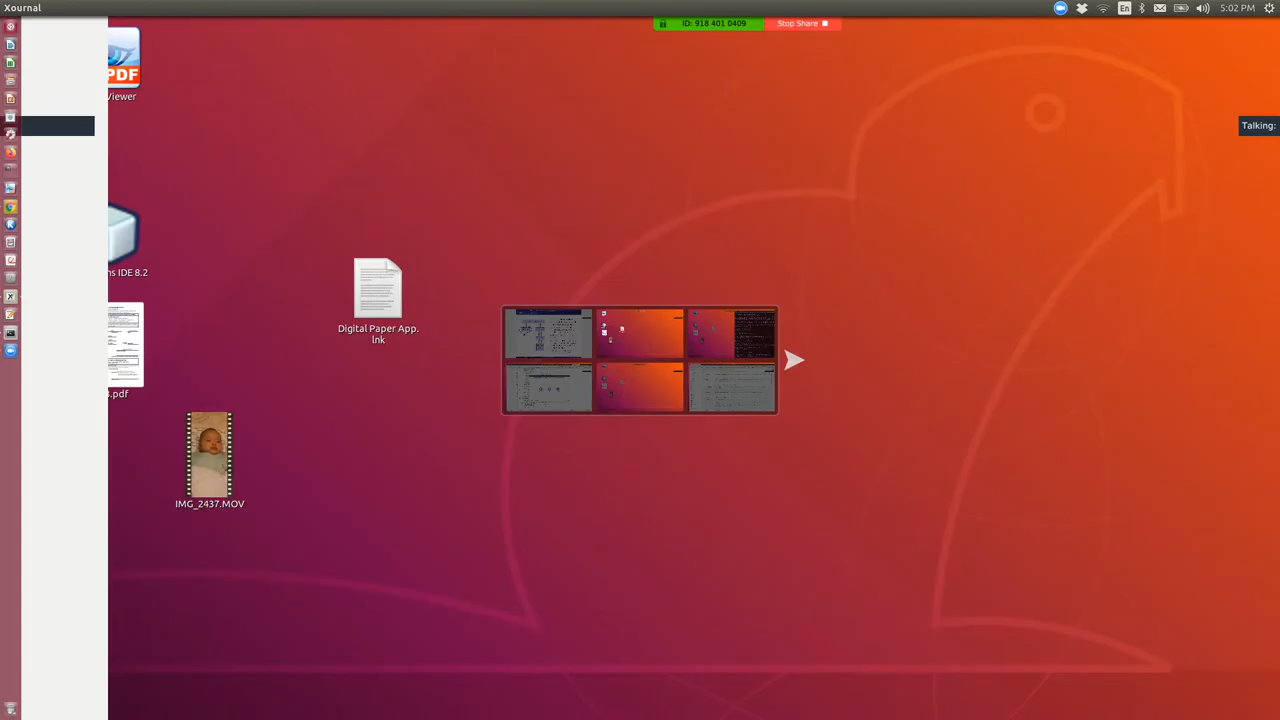 Xournal
En
5:02 PM
ID: 918 401 0409
Stop Share
PDF
Viewer
Talking:
ns IDE 8.2
Digital Paper App.
lnk
.pdf
IMG_2437.MOV